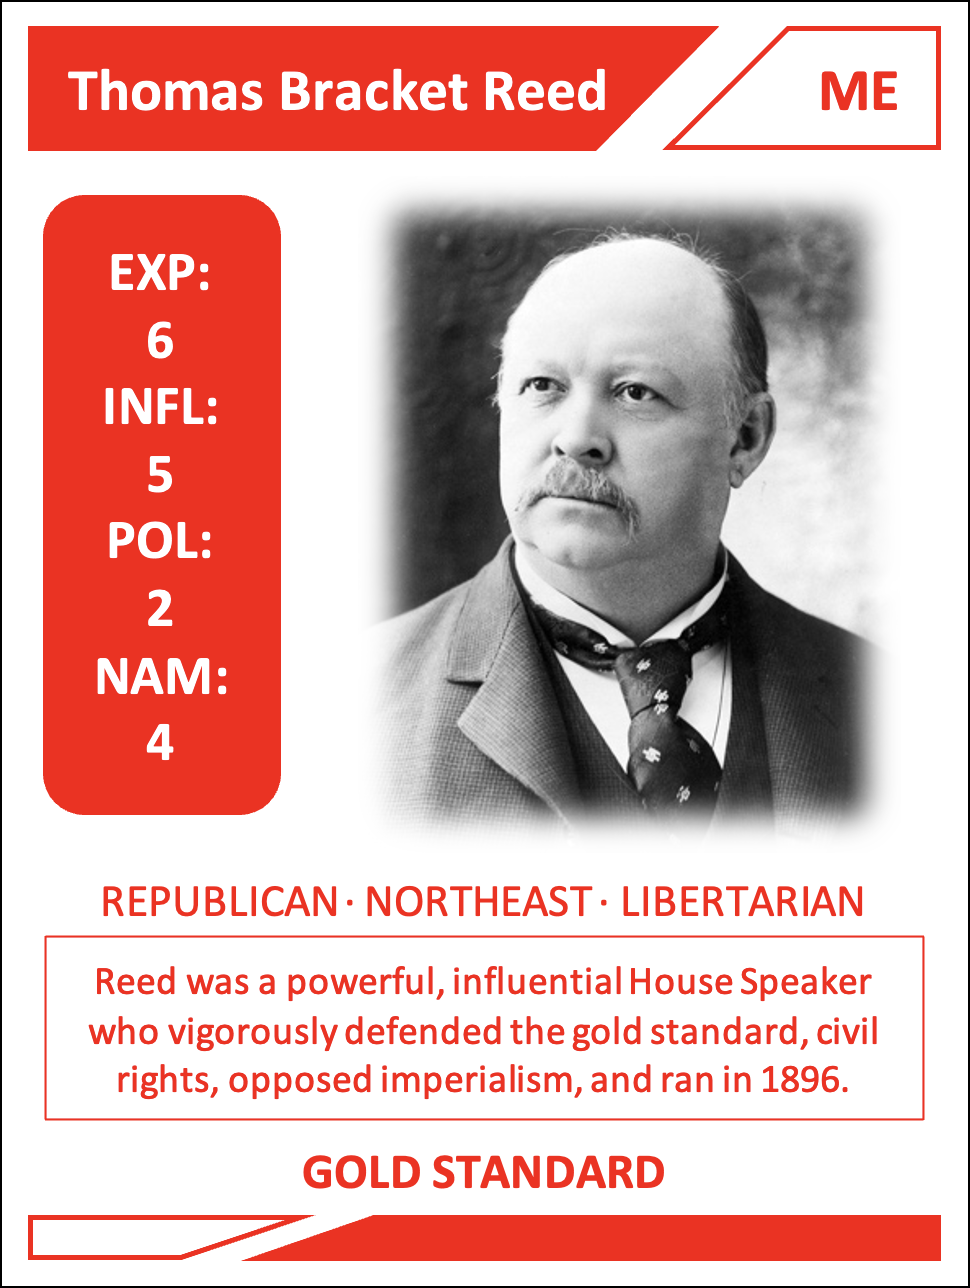 Thomas Bracket Reed
ME
EXP:
6
INFL:
5
POL:
2
NAM:
4
REPUBLICAN · NORTHEAST · LIBERTARIAN
Reed was a powerful, influential House Speaker
who vigorously defended the gold standard, civil
rights, opposed imperialism, and ran in 1896.
GOLD STANDARD